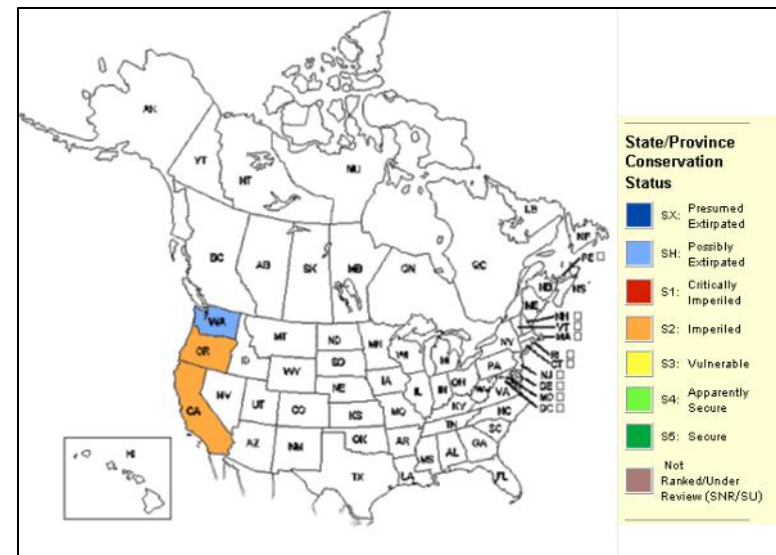 AK
YT
NT
NU
BC
AB
SK
MB
ON
QC
LB
NF
PE
NB
NS
ME
NH
VT
MA
NY
RI
CT
NJ
DE
MD
DC
WA
OR
CA
ID
NV
MT
WY
UT
AZ
CO
NM
ND
SD
NE
KS
OK
TX
MN
IA
MO
AR
LA
WI
IL
MI
IN
OH
KY
TN
MS
AL
GA
FL
SC
NC
VA
WV
PA
HI
State/Province
Conservation
Status
SX: Presumed
Extirpated
SH: Possibly
Extirpated
S1: Critically
Imperiled
S2: Imperiled
S3: Vulnerable
S4: Apparently
Secure
S5: Secure
Not
Ranked/Under
Review (SNR/SU)